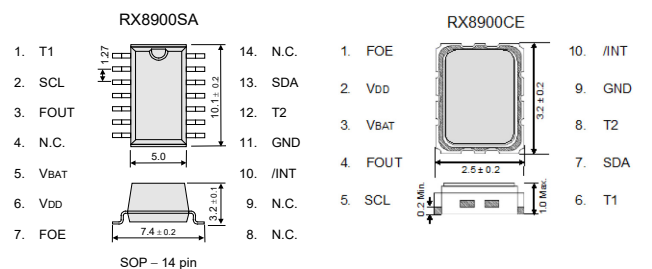 RX8900SA
1. T1
2. SCL
3. FOUT
4. N.C.
5. VBAT
6. VDD
7. FOE
1.27
10.1 ± 0.2
5.0
3.2 ± 0.1
7.4 ± 0.2
14. N.C.
13. SDA
12. T2
11. GND
10. /INT
9. N.C.
8. N.C.
SOP – 14 pin
RX8900CE
1. FOE
2. VDD
3. VBAT
4. FOUT
5. SCL
3.2 ± 0.2
2.5 ± 0.2
0.2 Min.
1.0 Max.
10. /INT
9. GND
8. T2
7. SDA
6. T1